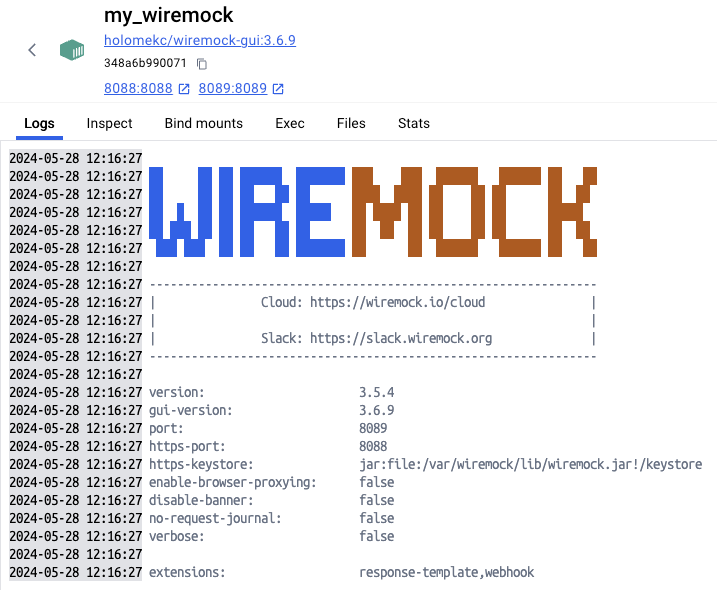 my_wiremock
holomekc/wiremock-gui:3.6.9
348a6b990071
8088:8088 8089:8089
Logs Inspect Bind mounts Exec Files Stats
2024-05-28 12:16:27
2024-05-28 12:16:27 WIREMOCK
2024-05-28 12:16:27
2024-05-28 12:16:27
2024-05-28 12:16:27
2024-05-28 12:16:27
2024-05-28 12:16:27
2024-05-28 12:16:27 ----------------------------------------------------------------
2024-05-28 12:16:27 | Cloud: https://wiremock.io/cloud |
2024-05-28 12:16:27 | |
2024-05-28 12:16:27 | Slack: https://slack.wiremock.org |
2024-05-28 12:16:27 ----------------------------------------------------------------
2024-05-28 12:16:27
2024-05-28 12:16:27 version: 3.5.4
2024-05-28 12:16:27 gui-version: 3.6.9
2024-05-28 12:16:27 port: 8089
2024-05-28 12:16:27 https-port: 8088
2024-05-28 12:16:27 https-keystore: jar:file:/var/wiremock/lib/wiremock.jar!/keystore
2024-05-28 12:16:27 enable-browser-proxying: false
2024-05-28 12:16:27 disable-banner: false
2024-05-28 12:16:27 no-request-journal: false
2024-05-28 12:16:27 verbose: false
2024-05-28 12:16:27
2024-05-28 12:16:27 extensions: response-template,webhook